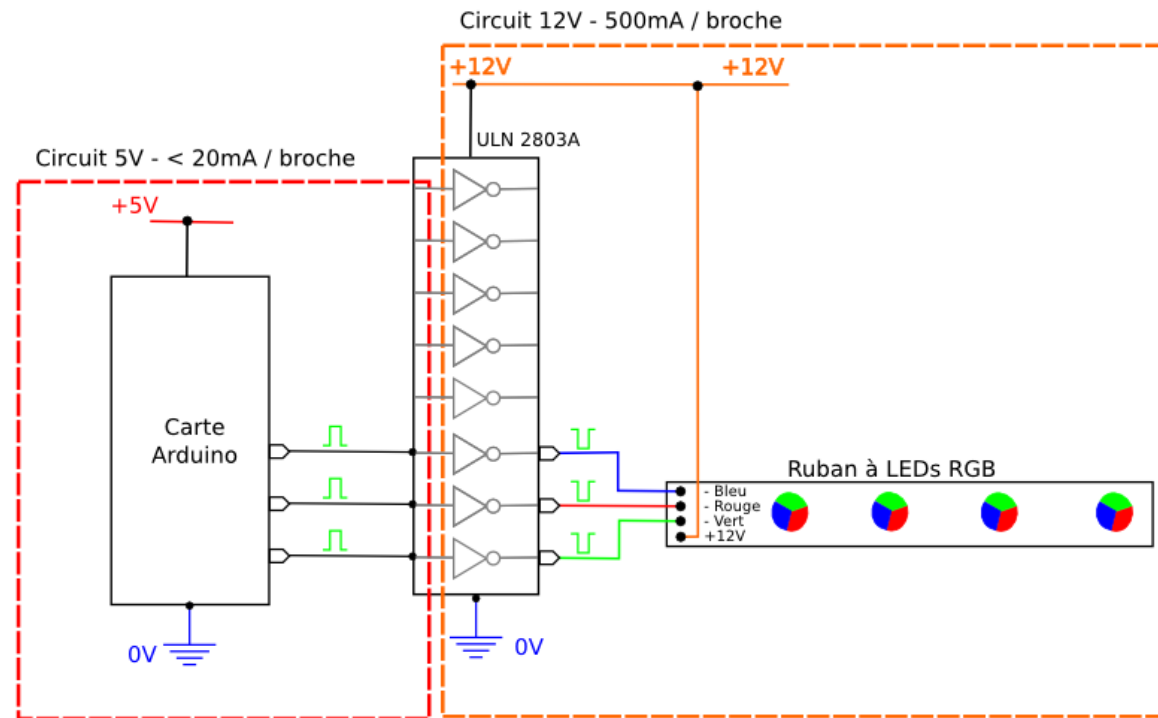 Circuit 12V - 500mA / broche
+12V
+12V
ULN 2803A
Circuit 5V - < 20mA / broche
+5V
Carte
Arduino
Ruban à LEDs RGB
- Bleu
- Rouge
- Vert
+12V
0V
0V